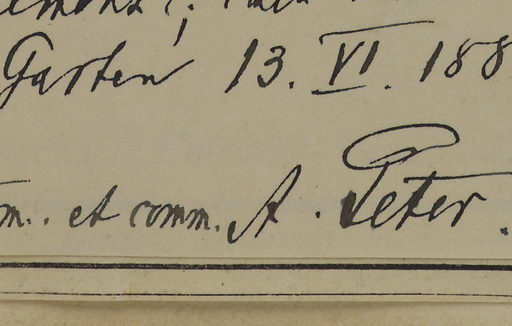 Garten 13. VI. 188
m. et comm. A. Peter.